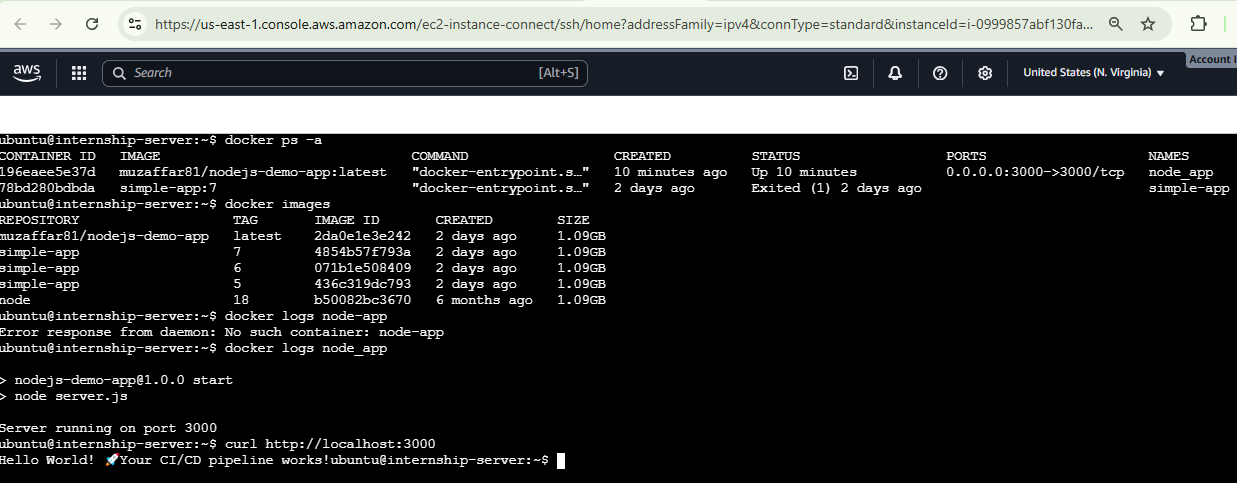 https://us-east-1.console.aws.amazon.com/ec2-instance-connect/ssh/home?addressFamily=ipv4&connType=standard&instanceId=i-0999857abf130fa...
aws Search [Alt+S] United States (N. Virginia) Account I
ubuntu@internship-server:~$ docker ps -a
CONTAINER ID IMAGE COMMAND CREATED STATUS PORTS NAMES
196eaee5e37d muzaffar81/nodejs-demo-app:latest "docker-entrypoint.s…" 10 minutes ago Up 10 minutes 0.0.0.0:3000->3000/tcp node_app
78bd280bdbda simple-app:7 "docker-entrypoint.s…" 2 days ago Exited (1) 2 days ago simple-app
ubuntu@internship-server:~$ docker images
REPOSITORY TAG IMAGE ID CREATED SIZE
muzaffar81/nodejs-demo-app latest 2da0e1e3e242 2 days ago 1.09GB
simple-app 7 4854b57f793a 2 days ago 1.09GB
simple-app 6 071b1e508409 2 days ago 1.09GB
simple-app 5 436c319dc793 2 days ago 1.09GB
node 18 b50082bc3670 6 months ago 1.09GB
ubuntu@internship-server:~$ docker logs node-app
Error response from daemon: No such container: node-app
ubuntu@internship-server:~$ docker logs node_app
> nodejs-demo-app@1.0.0 start
> node server.js
Server running on port 3000
ubuntu@internship-server:~$ curl http://localhost:3000
Hello World! 🚀Your CI/CD pipeline works!ubuntu@internship-server:~$